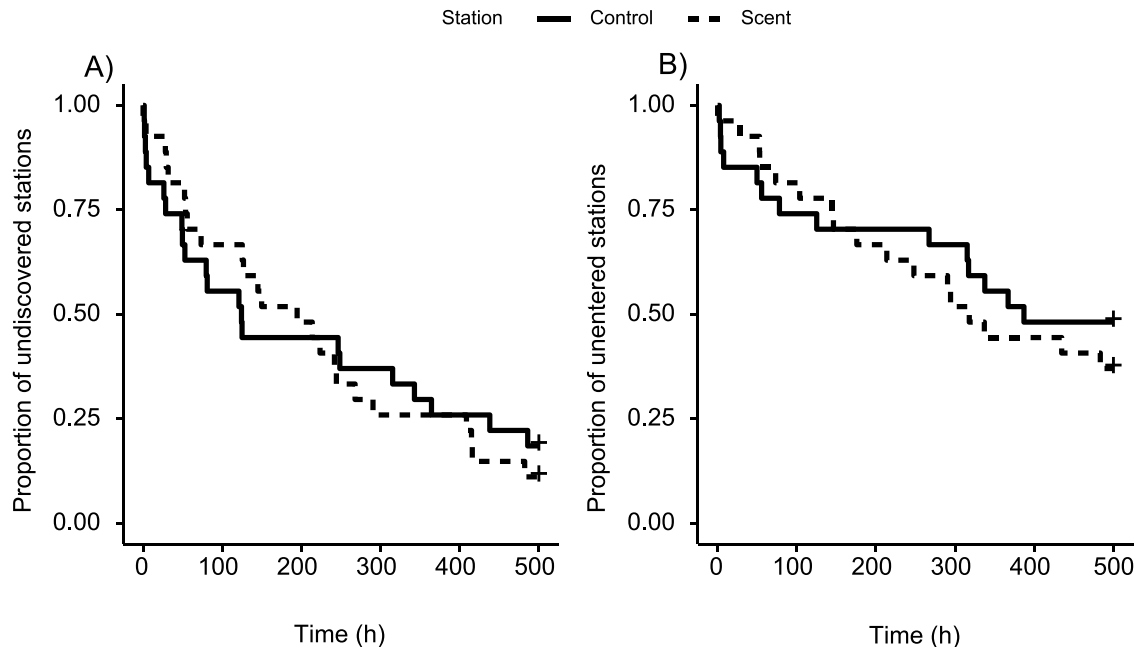 Station Control Scent
A)
B)
Proportion of undiscovered stations
1.00
0.75
0.50
0.25
0.00
0 100 200 300 400 500
Time (h)
Proportion of unentered stations
1.00
0.75
0.50
0.25
0.00
0 100 200 300 400 500
Time (h)